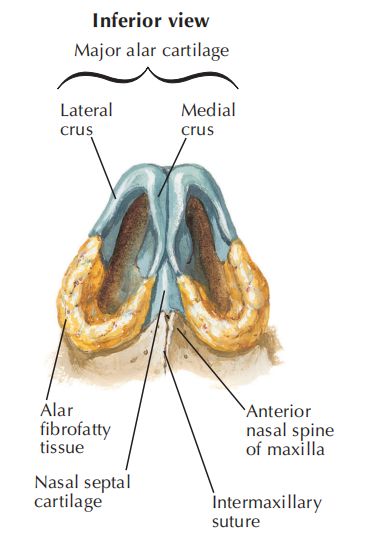 Inferior view
Major alar cartilage
Lateral
crus
Medial
crus
Alar
fibrofatty
tissue
Anterior
nasal spine
of maxilla
Nasal septal
cartilage
Intermaxillary
suture